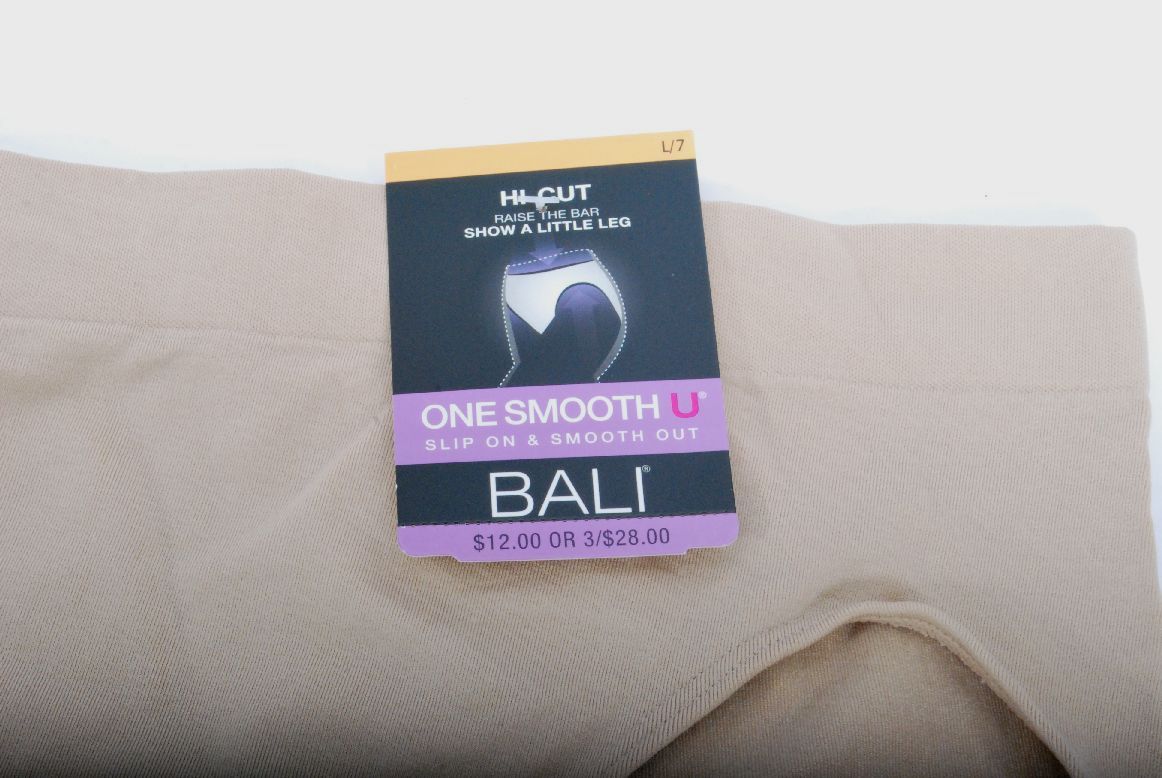 L/7
HI-CUT
RAISE THE BAR
SHOW A LITTLE LEG
ONE SMOOTH U®
SLIP ON & SMOOTH OUT
BALI®
$12.00 OR 3/$28.00